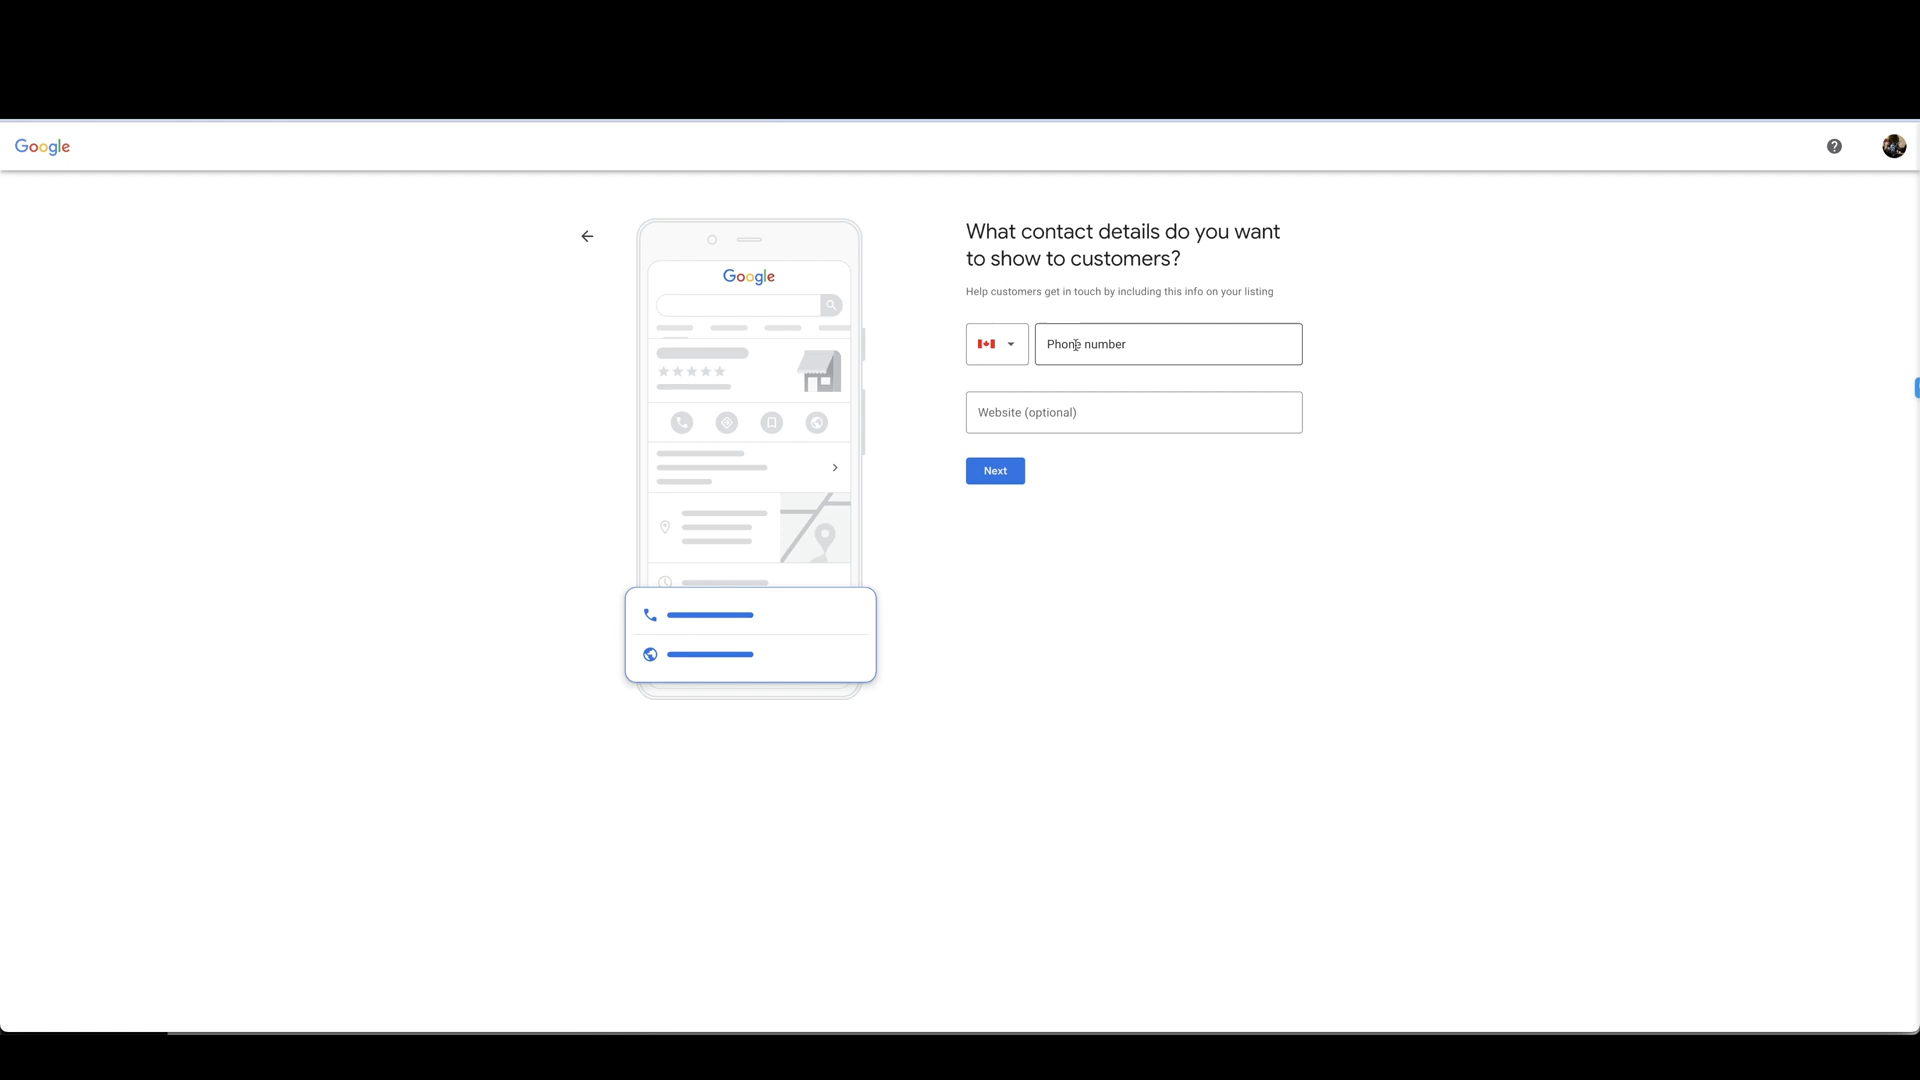 Google
Google
What contact details do you want
to show to customers?
Help customers get in touch by including this info on your listing
Phone number
Website (optional)
Next